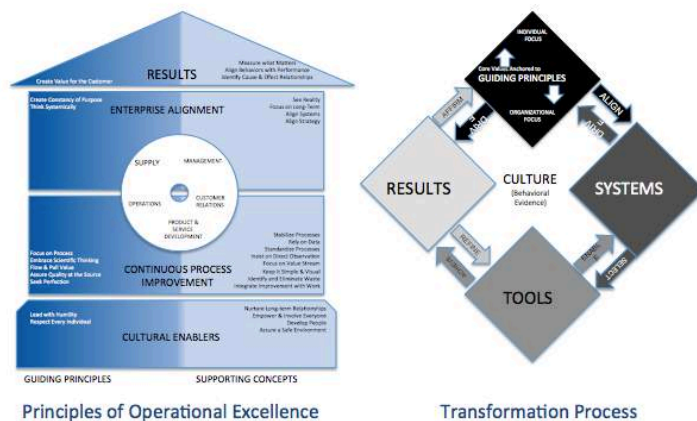 RESULTS
Create Value for the Customer
Measure what Matters
Align Behaviors with Performance
Identify Cause & Effect Relationships
Create Constancy of Purpose
Think Systemically
ENTERPRISE ALIGNMENT
See Reality
Focus on Long-Term
Align Systems
Align Strategy
SUPPLY
MANAGEMENT
OPERATIONS
CUSTOMER
RELATIONS
PRODUCT &
SERVICE
DEVELOPMENT
Focus on Process
Embrace Scientific Thinking
Flow & Pull Value
Assure Quality at the Source
Seek Perfection
CONTINUOUS PROCESS
IMPROVEMENT
Stabilize Processes
Rely on Data
Standardize Processes
Insist on Direct Observation
Focus on Value Stream
Keep it Simple & Visual
Identify and Eliminate Waste
Integrate Improvement with Work
Lead with Humility
Respect Every Individual
CULTURAL ENABLERS
Nurture Long-term Relationships
Empower & Involve Everyone
Develop People
Assure a Safe Environment
GUIDING PRINCIPLES
SUPPORTING CONCEPTS
Principles of Operational Excellence
INDIVIDUAL
FOCUS
Core Values Anchored to
GUIDING PRINCIPLES
ORGANIZATIONAL
FOCUS
AFFIRM
DRIVE
ALIGN
DRIVE
RESULTS
CULTURE
(Behavioral
Evidence)
SYSTEMS
REFINE
ACHIEVE
ENABLE
SELECT
TOOLS
Transformation Process